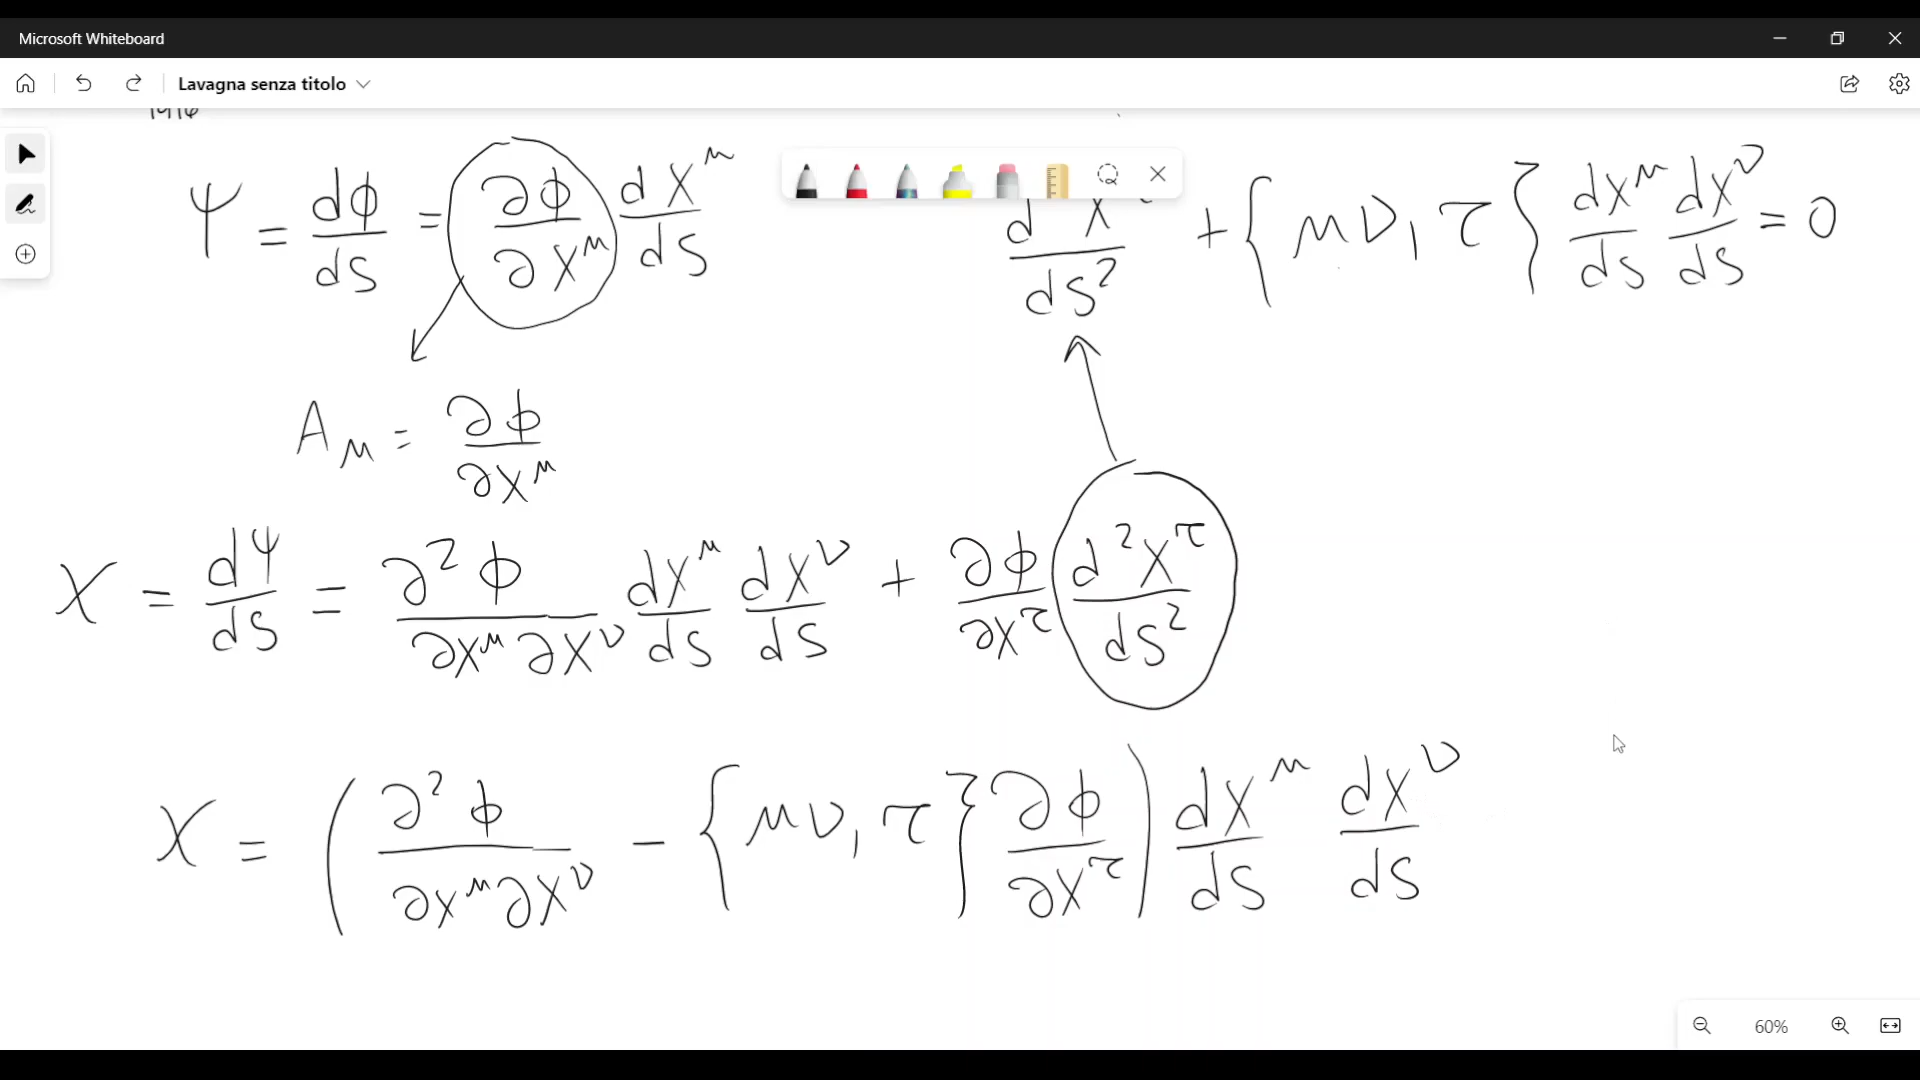 Microsoft Whiteboard
Lavagna senza titolo
1916
ψ = dφ/ds = ∂φ/∂x^μ dx^μ/ds
d x/ds² + {μν, τ} dx^μ/ds dx^ν/ds = 0
A_μ = ∂φ/∂x^μ
χ = dψ/ds = ∂²φ/∂x^μ∂x^ν dx^μ/ds dx^ν/ds + ∂φ/∂x^τ d²x^τ/ds²
χ = (∂²φ/∂x^μ∂x^ν − {μν, τ} ∂φ/∂x^τ) dx^μ/ds dx^ν/ds
60%